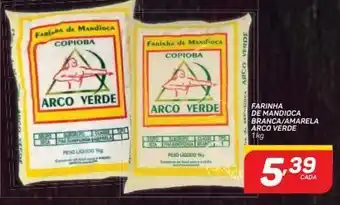 Farinha de Mandioca
COPIOBA
ARCO VERDE
PESO LÍQUIDO 1Kg
Farinha de Mandioca
COPIOBA
ARCO VERDE
PESO LÍQUIDO 1Kg
FARINHA
DE MANDIOCA
BRANCA/AMARELA
ARCO VERDE
1kg
5,39
CADA